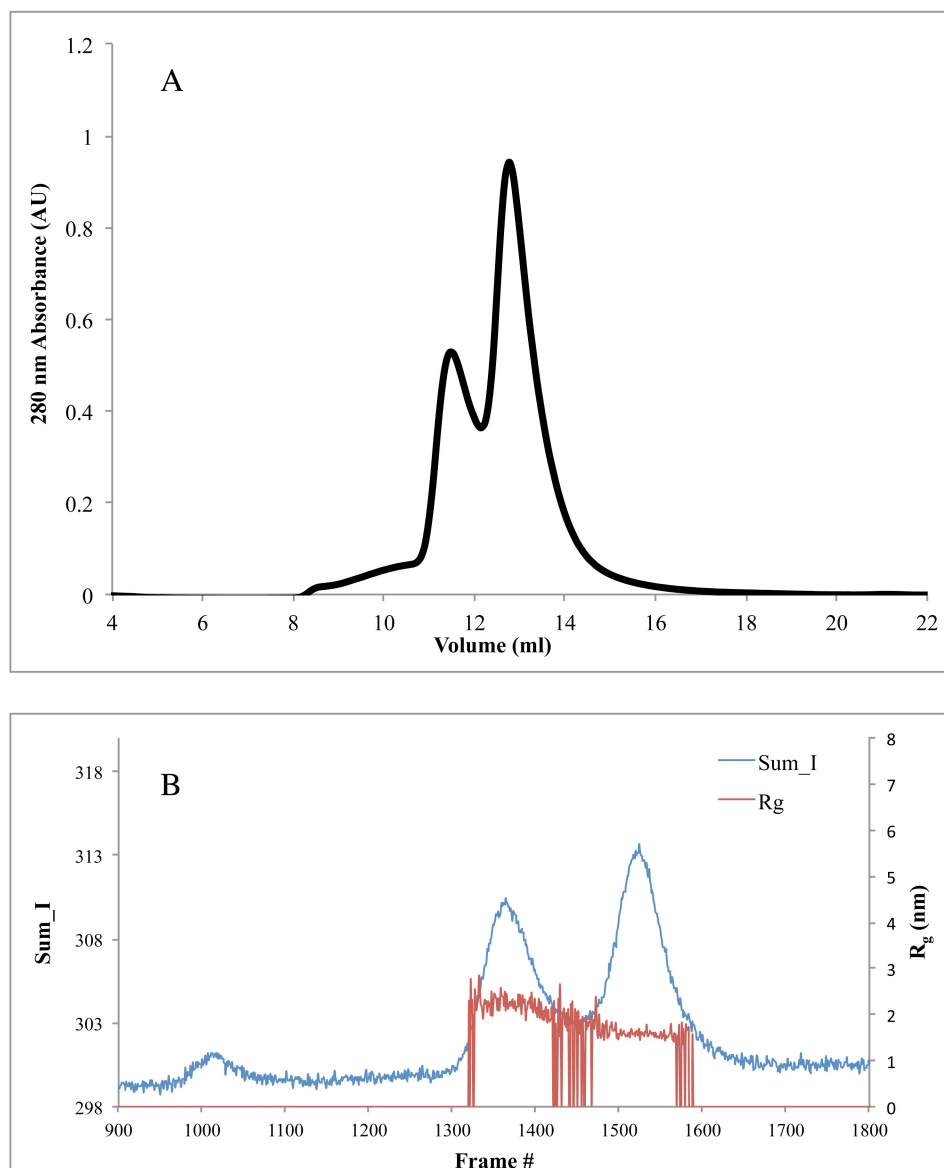 A
280 nm Absorbance (AU)
1.2
1
0.8
0.6
0.4
0.2
0
4 6 8 10 12 14 16 18 20 22
Volume (ml)
B
Sum_I
Rg
Sum_I
318
313
308
303
298
8
7
6
5
4
3
2
1
0
Rg (nm)
900 1000 1100 1200 1300 1400 1500 1600 1700 1800
Frame #